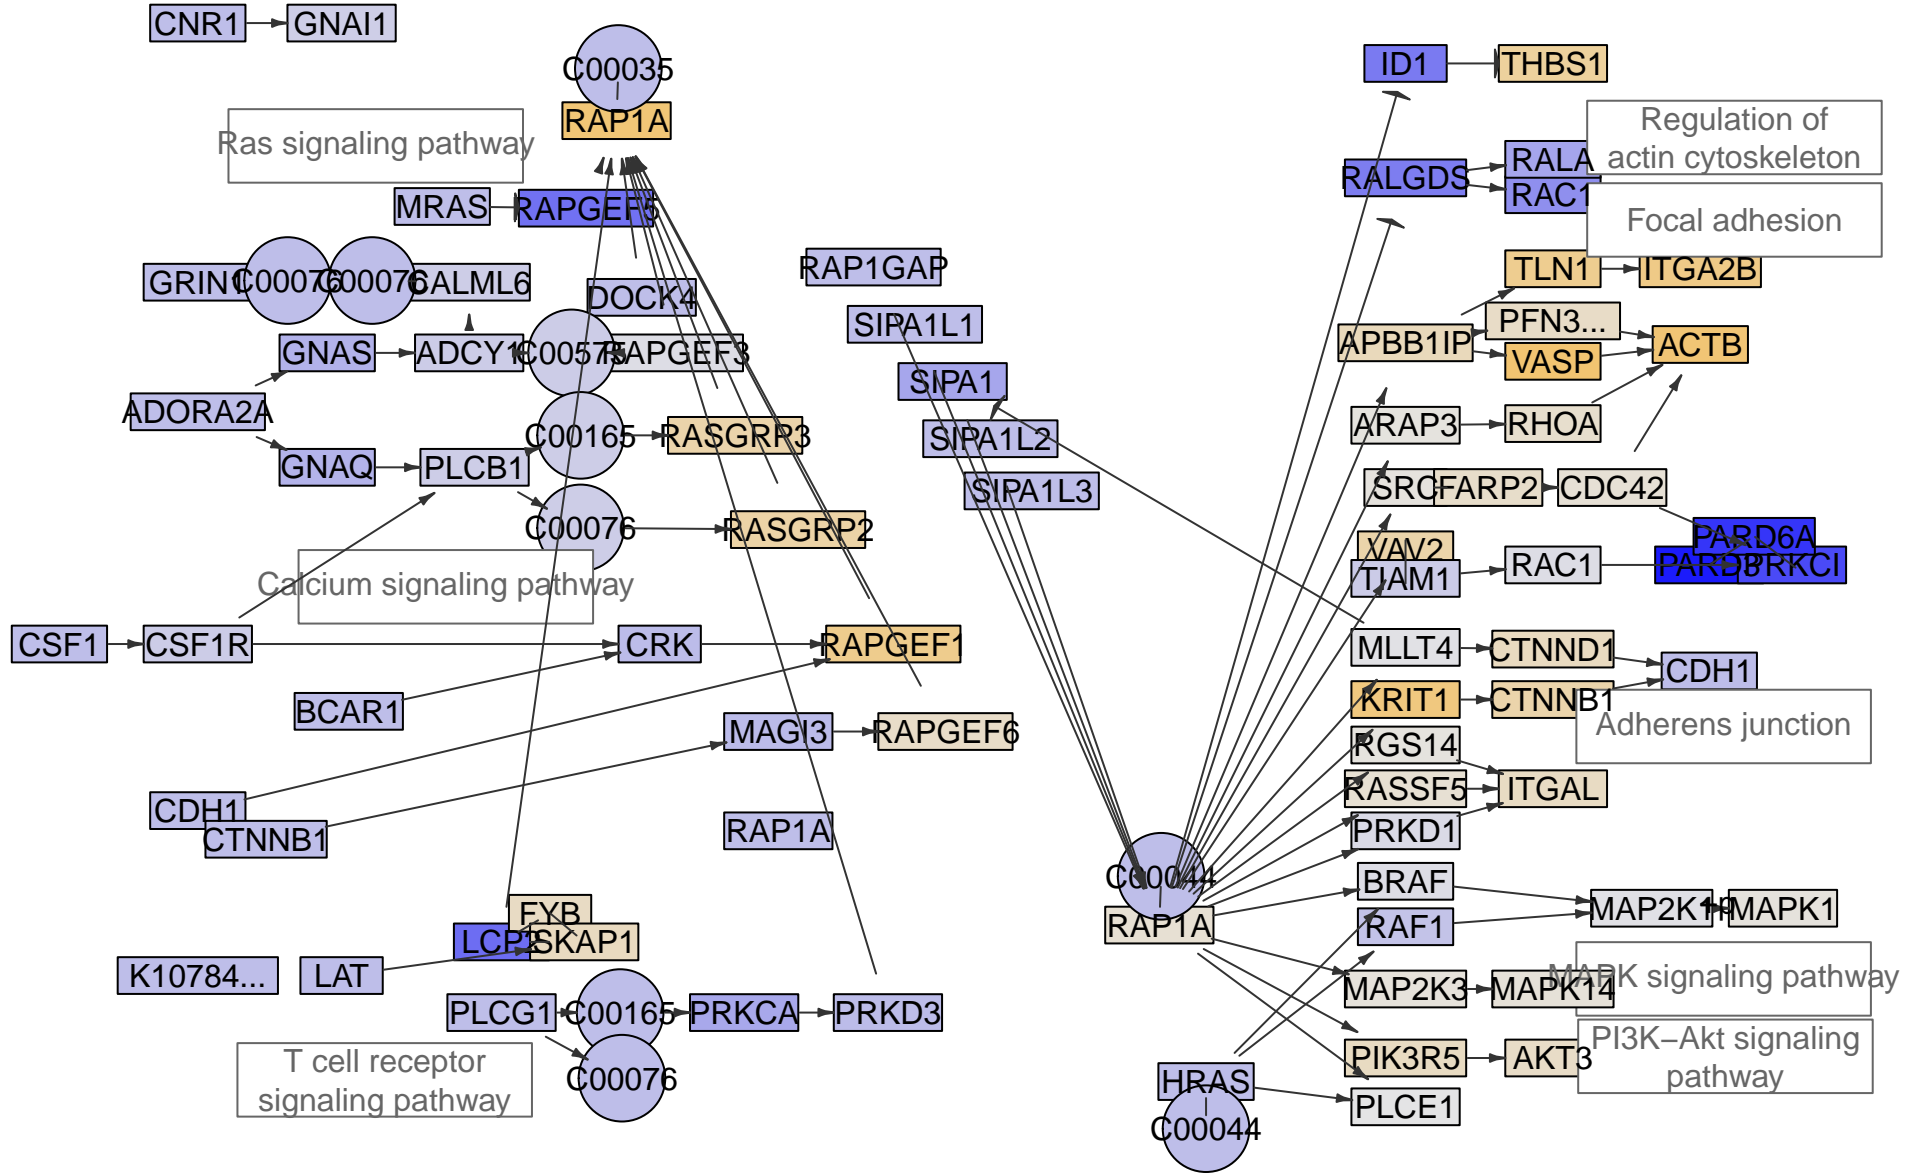 CNR1
GNAI1
C00035
RAP1A
Ras signaling pathway
MRAS
RAPGEF5
GRIN1
C00076
C00076
CALML6
DOCK4
GNAS
ADCY1
C00575
RAPGEF3
ADORA2A
C00165
RASGRP3
GNAQ
PLCB1
C00076
RASGRP2
Calcium signaling pathway
CSF1
CSF1R
CRK
RAPGEF1
BCAR1
MAGI3
RAPGEF6
CDH1
CTNNB1
RAP1A
FYB
LCP2
SKAP1
K10784...
LAT
PLCG1
C00165
PRKCA
PRKD3
C00076
T cell receptor
signaling pathway
RAP1GAP
SIPA1L1
SIPA1
SIPA1L2
SIPA1L3
C00044
RAP1A
HRAS
C00044
ID1
THBS1
Regulation of
actin cytoskeleton
RALGDS
RALA
RAC1
Focal adhesion
TLN1
ITGA2B
APBB1IP
PFN3...
VASP
ACTB
ARAP3
RHOA
SRC
FARP2
CDC42
VAV2
TIAM1
RAC1
PARD6A
PARD3
PRKCI
MLLT4
CTNND1
CDH1
KRIT1
CTNNB1
Adherens junction
RGS14
RASSF5
ITGAL
PRKD1
BRAF
RAF1
MAP2K1
MAPK1
MAP2K3
MAPK14
MAPK signaling pathway
PIK3R5
AKT3
PI3K−Akt signaling
pathway
PLCE1